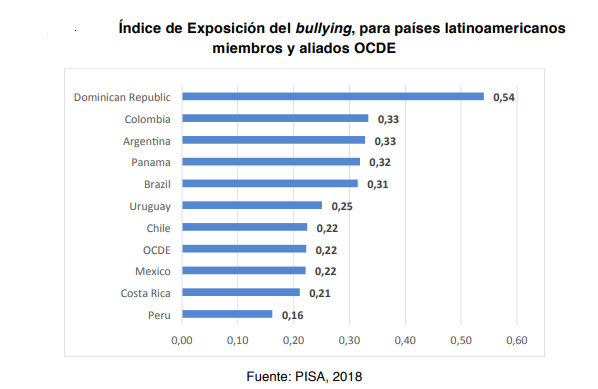 Índice de Exposición del bullying, para países latinoamericanos
miembros y aliados OCDE
Dominican Republic 0,54
Colombia 0,33
Argentina 0,33
Panama 0,32
Brazil 0,31
Uruguay 0,25
Chile 0,22
OCDE 0,22
Mexico 0,22
Costa Rica 0,21
Peru 0,16
0,00 0,10 0,20 0,30 0,40 0,50 0,60
Fuente: PISA, 2018